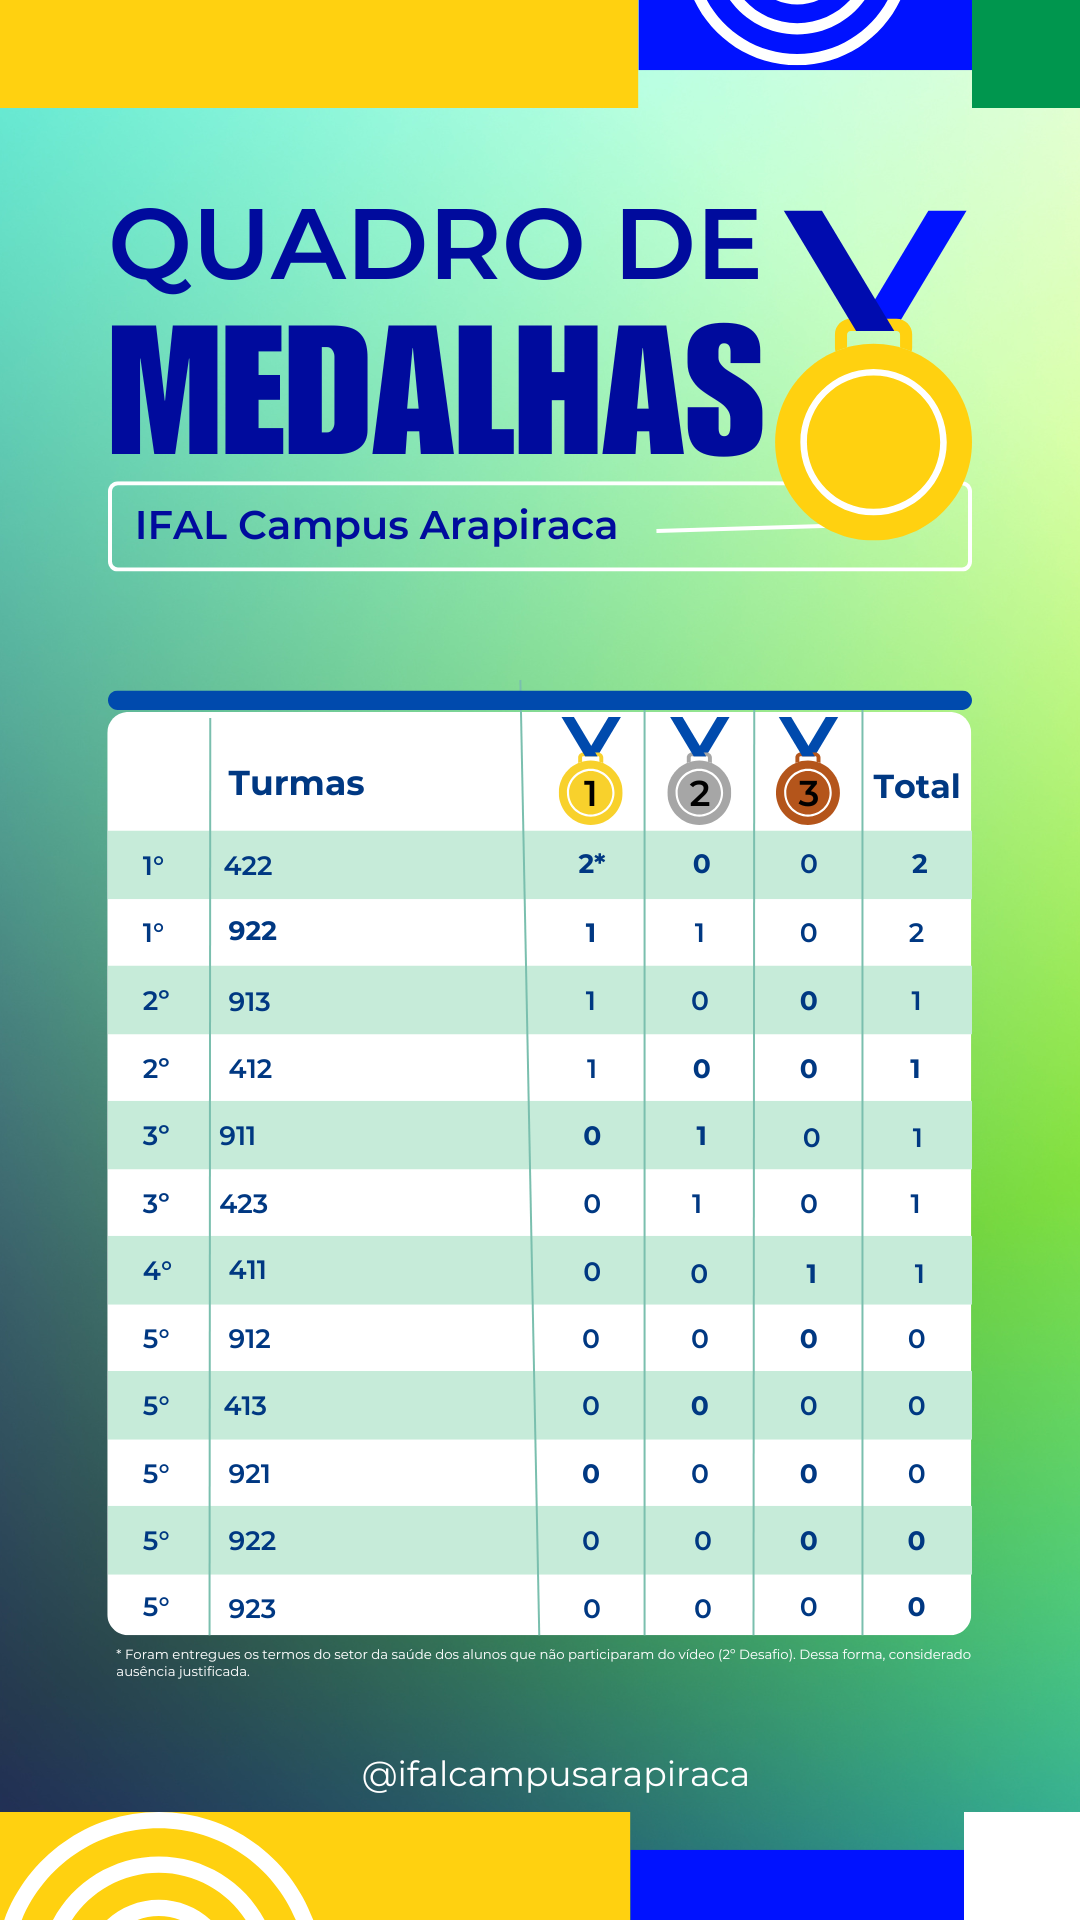 QUADRO DE
MEDALHAS
IFAL Campus Arapiraca
Turmas 1 2 3 Total
1° 422 2* 0 0 2
1° 922 1 1 0 2
2º 913 1 0 0 1
2º 412 1 0 0 1
3º 911 0 1 0 1
3º 423 0 1 0 1
4° 411 0 0 1 1
5° 912 0 0 0 0
5° 413 0 0 0 0
5° 921 0 0 0 0
5° 922 0 0 0 0
5° 923 0 0 0 0
* Foram entregues os termos do setor da saúde dos alunos que não participaram do vídeo (2º Desafio). Dessa forma, considerado
ausência justificada.
@ifalcampusarapiraca